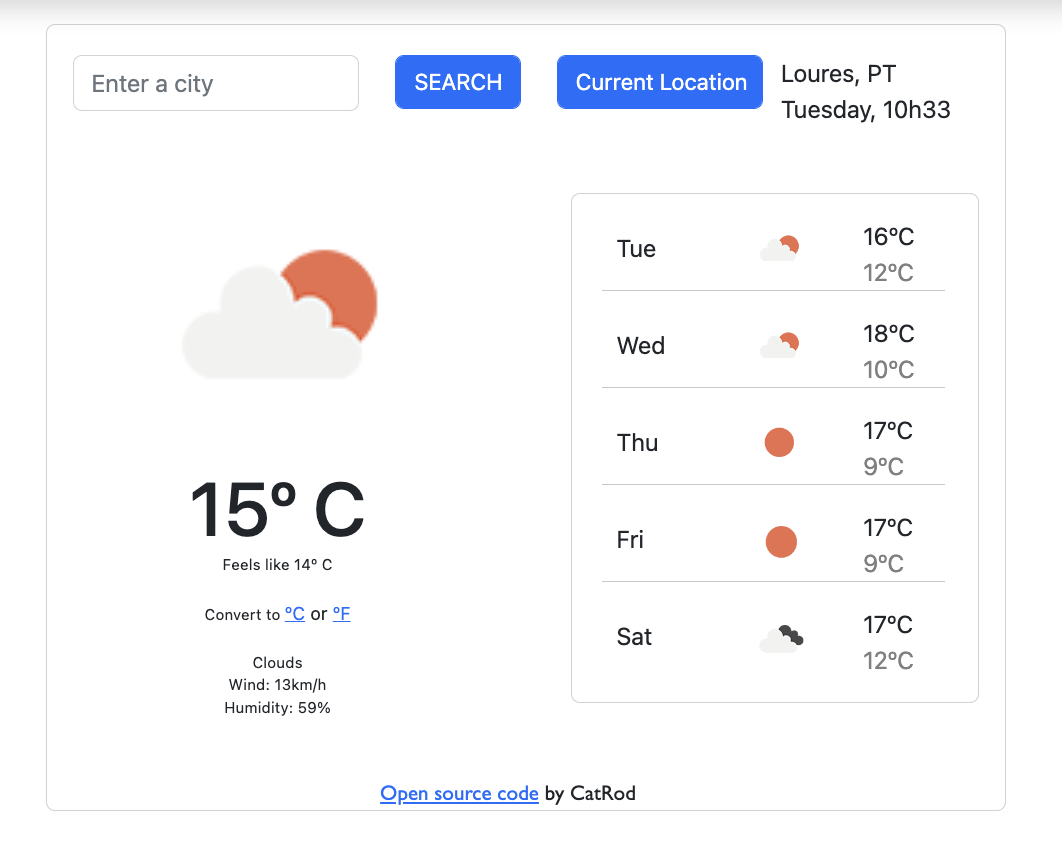 Enter a city
SEARCH
Current Location
Loures, PT
Tuesday, 10h33
15º C
Feels like 14º C
Convert to ºC or ºF
Clouds
Wind: 13km/h
Humidity: 59%
Tue
16ºC
12ºC
Wed
18ºC
10ºC
Thu
17ºC
9ºC
Fri
17ºC
9ºC
Sat
17ºC
12ºC
Open source code by CatRod